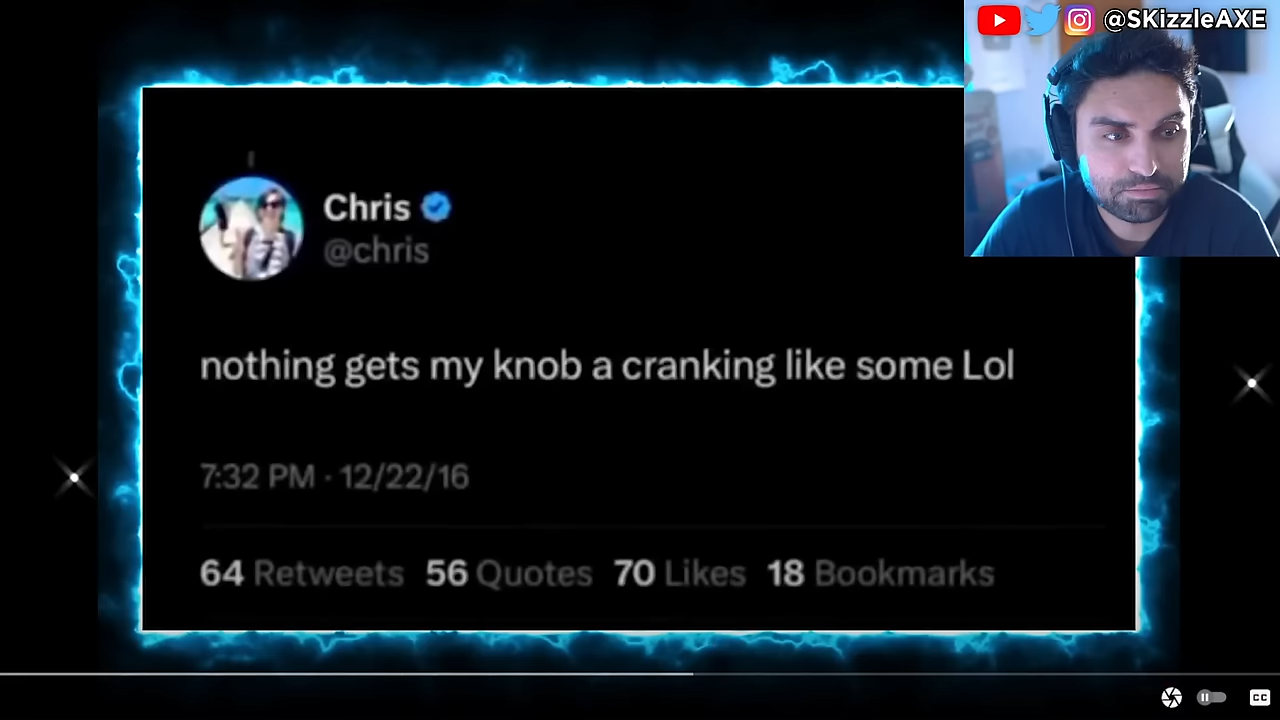 @SKizzleAXE
Chris
@chris
nothing gets my knob a cranking like some Lol
7:32 PM · 12/22/16
64 Retweets 56 Quotes 70 Likes 18 Bookmarks
CC